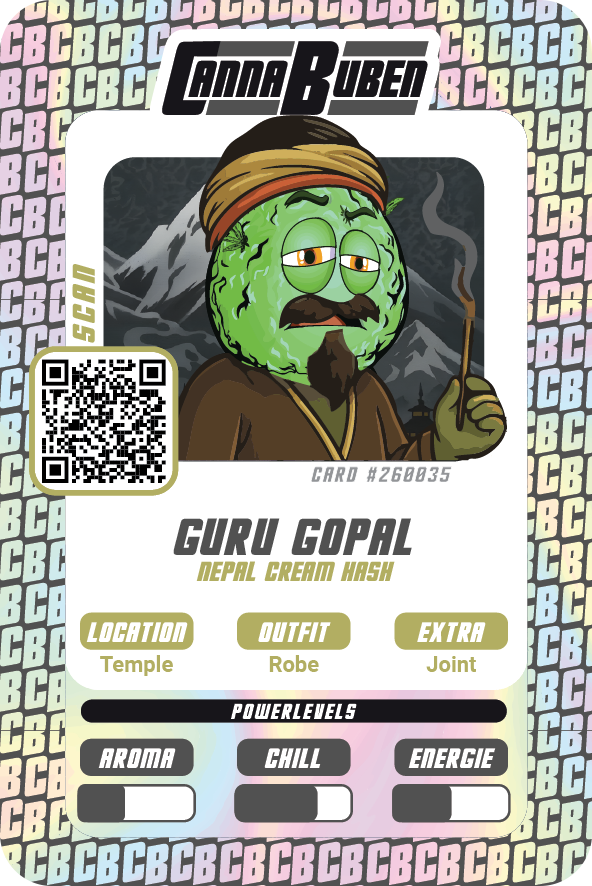 CANNABUBEN
SCAN
CARD #260035
GURU GOPAL
NEPAL CREAM HASH
LOCATION OUTFIT EXTRA
Temple Robe Joint
POWERLEVELS
AROMA CHILL ENERGIE